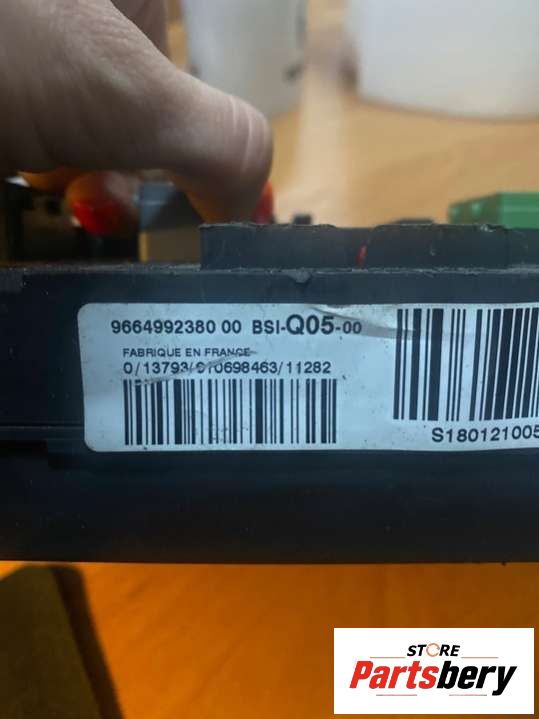 9664992380 00 BSI-Q05-00
FABRIQUE EN FRANCE
0/13793/910698463/11282
S180121005
STORE
Partsbery